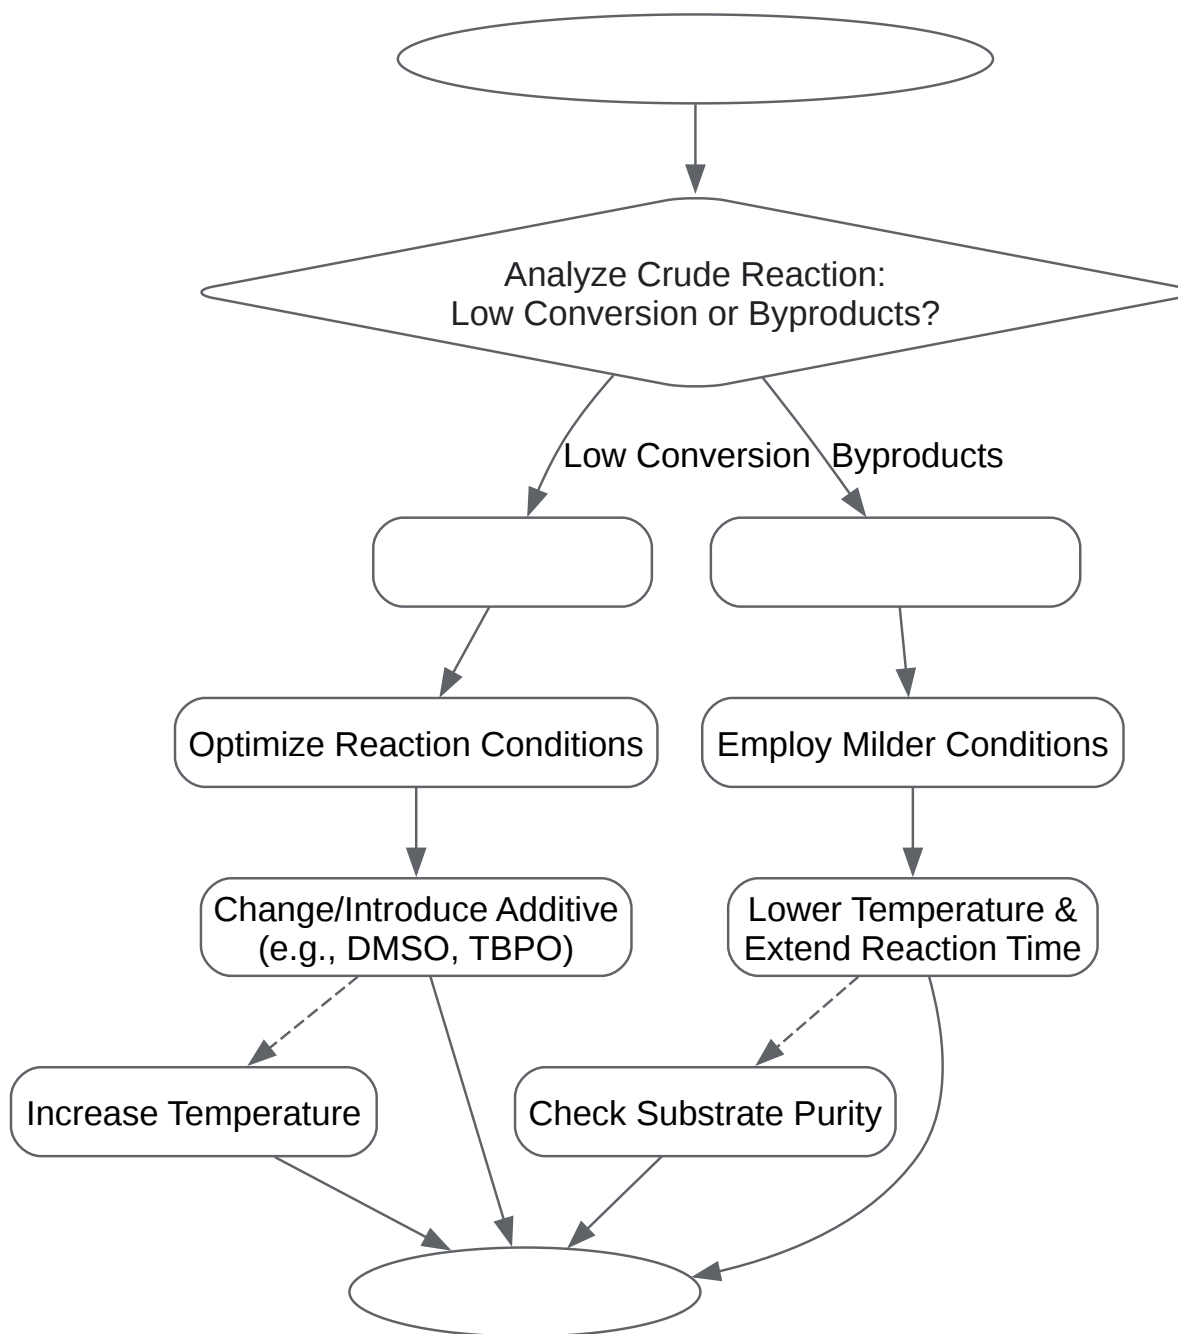 Analyze Crude Reaction:
Low Conversion or Byproducts?
Low Conversion
Byproducts
Optimize Reaction Conditions
Employ Milder Conditions
Change/Introduce Additive
(e.g., DMSO, TBPO)
Lower Temperature &
Extend Reaction Time
Increase Temperature
Check Substrate Purity